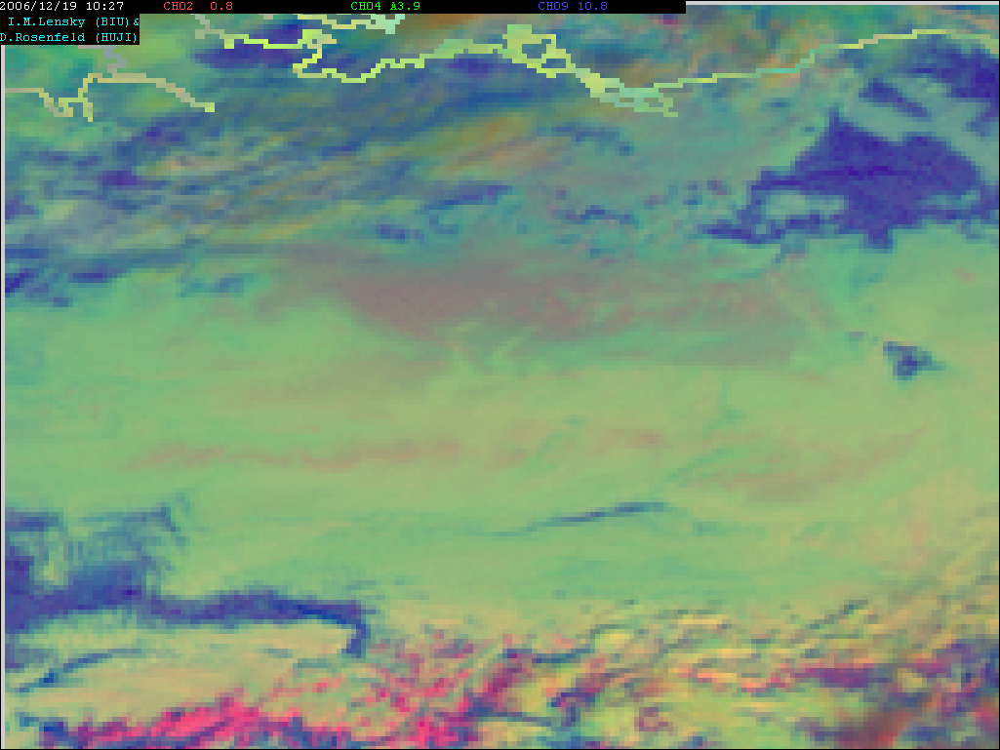 2006/12/19 10:27 CH02 0.8 CH04 A3.9 CH09 10.8
I.M.Lensky (BIU)&
D.Rosenfeld (HUJI)